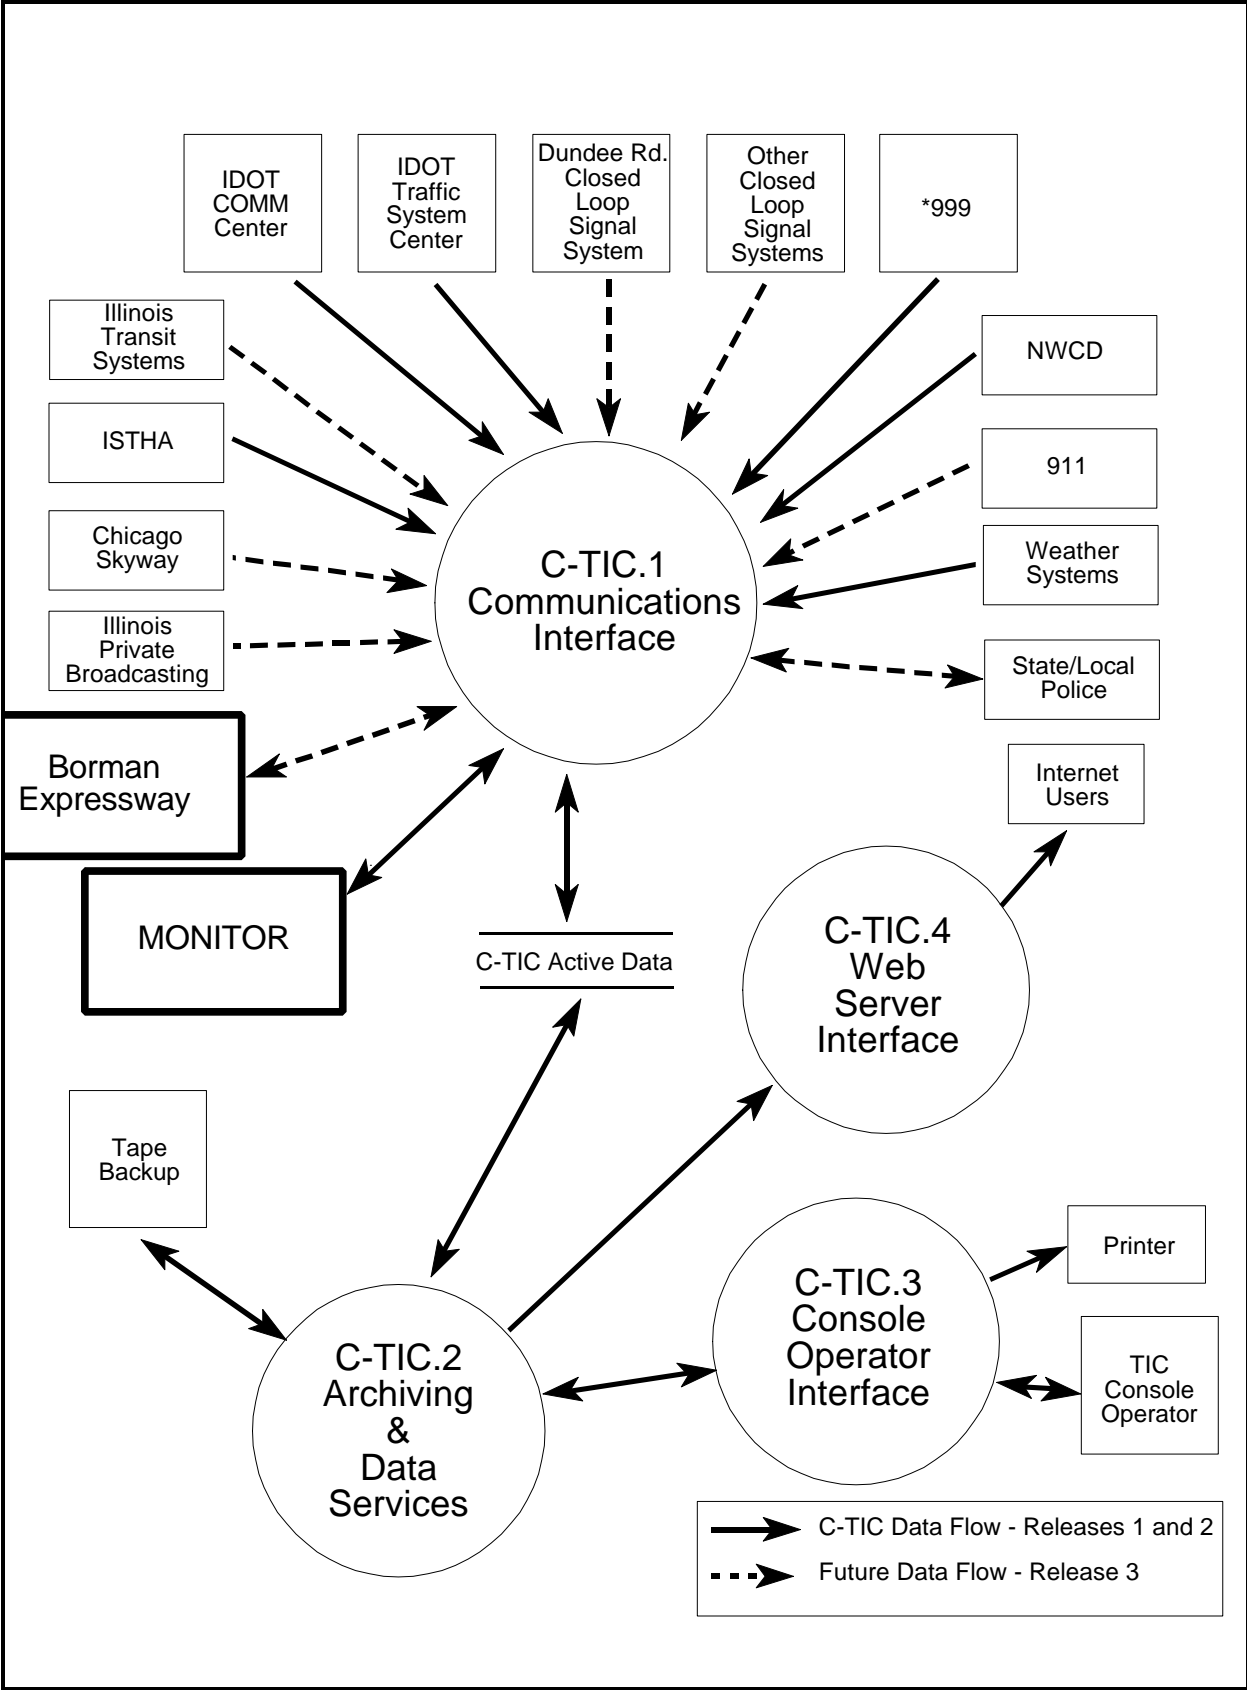 IDOT
COMM
Center
IDOT
Traffic
System
Center
Dundee Rd.
Closed
Loop
Signal
System
Other
Closed
Loop
Signal
Systems
*999
Illinois
Transit
Systems
NWCD
ISTHA
911
Chicago
Skyway
Weather
Systems
C-TIC.1
Communications
Interface
Illinois
Private
Broadcasting
State/Local
Police
Borman
Expressway
Internet
Users
MONITOR
C-TIC Active Data
C-TIC.4
Web
Server
Interface
Tape
Backup
Printer
C-TIC.3
Console
Operator
Interface
C-TIC.2
Archiving
&
Data
Services
TIC
Console
Operator
C-TIC Data Flow - Releases 1 and 2
Future Data Flow - Release 3